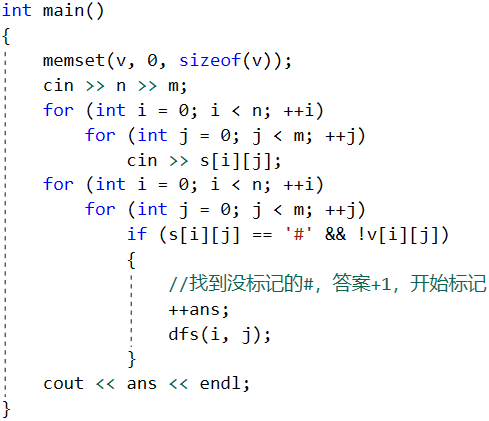 int main()
{
    memset(v, 0, sizeof(v));
    cin >> n >> m;
    for (int i = 0; i < n; ++i)
        for (int j = 0; j < m; ++j)
            cin >> s[i][j];
    for (int i = 0; i < n; ++i)
        for (int j = 0; j < m; ++j)
            if (s[i][j] == '#' && !v[i][j])
            {
                //找到没标记的#，答案+1，开始标记
                ++ans;
                dfs(i, j);
            }
    cout << ans << endl;
}